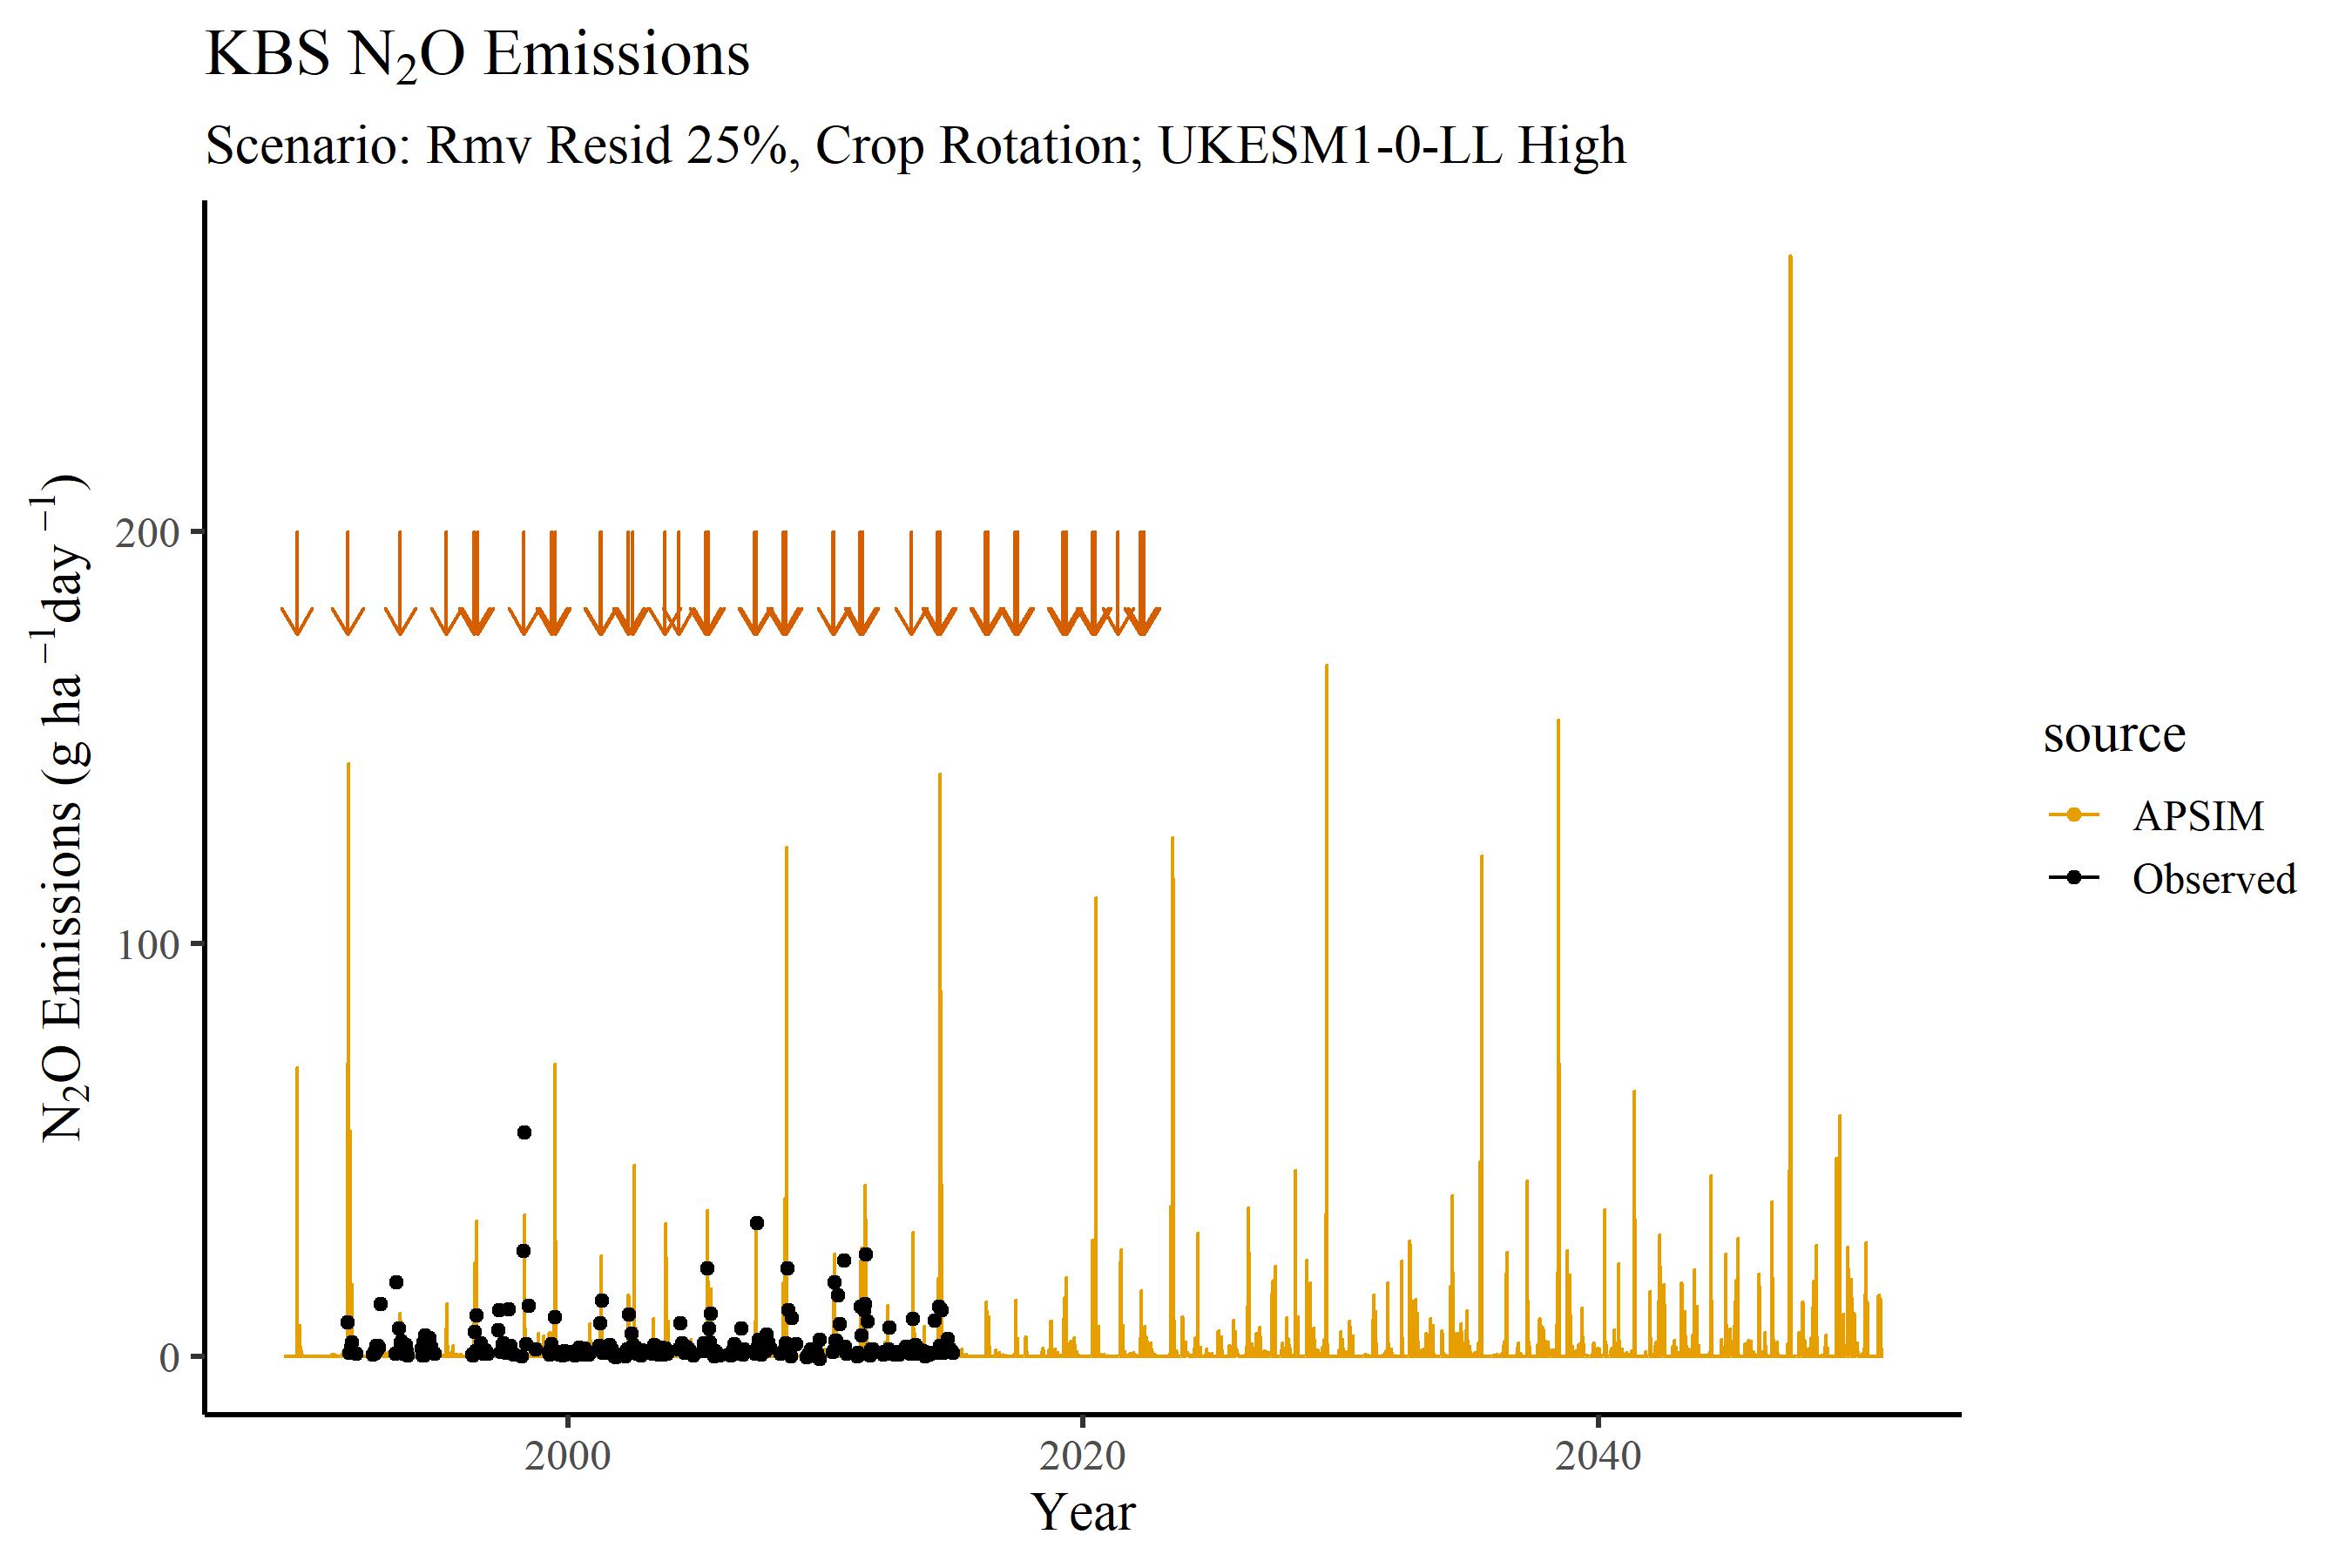 KBS N₂O Emissions
Scenario: Rmv Resid 25%, Crop Rotation; UKESM1-0-LL High
N₂O Emissions (g ha ⁻¹day ⁻¹)
200
100
0
2000 2020 2040
Year
source
APSIM
Observed